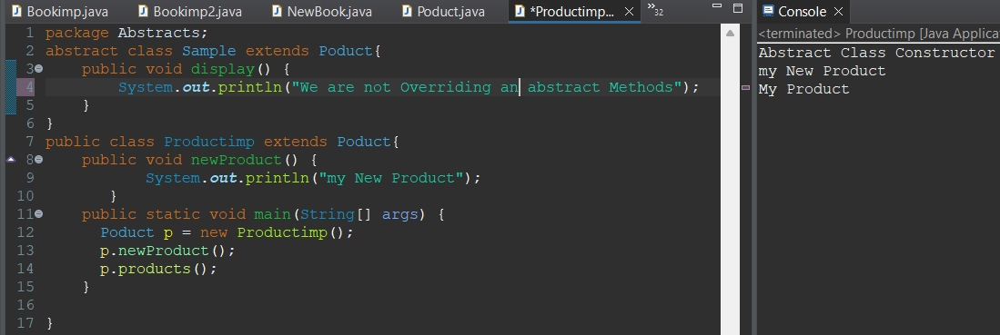 Bookimp.java Bookimp2.java NewBook.java Poduct.java *Productimp... »32
Console
<terminated> Productimp [Java Applica
1 package Abstracts;
2 abstract class Sample extends Poduct{
3 public void display() {
4 System.out.println("We are not Overriding an abstract Methods");
5 }
6 }
7 public class Productimp extends Poduct{
8 public void newProduct() {
9 System.out.println("my New Product");
10 }
11 public static void main(String[] args) {
12 Poduct p = new Productimp();
13 p.newProduct();
14 p.products();
15 }
16
17 }
Abstract Class Constructor
my New Product
My Product